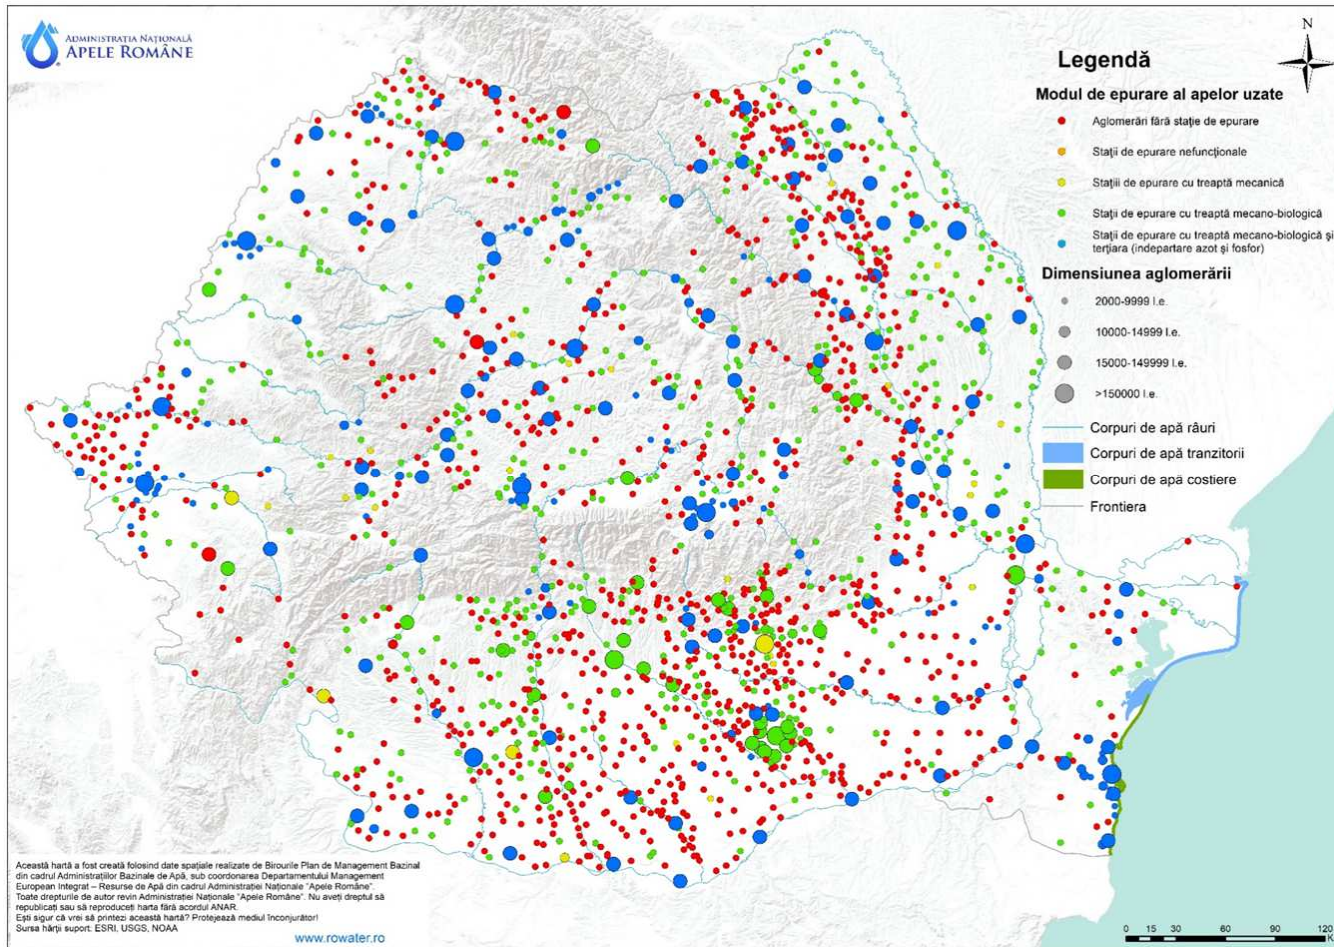 ADMINISTRAȚIA NAȚIONALĂ
APELE ROMÂNE
N
Legendă
Modul de epurare al apelor uzate
Aglomerări fără stație de epurare
Stații de epurare nefuncționale
Stațiii de epurare cu treaptă mecanică
Stații de epurare cu treaptă mecano-biologică
Stații de epurare cu treaptă mecano-biologică și
terțiara (indepartare azot și fosfor)
Dimensiunea aglomerării
2000-9999 l.e.
10000-14999 l.e.
15000-149999 l.e.
>150000 l.e.
Corpuri de apă râuri
Corpuri de apă tranzitorii
Corpuri de apă costiere
Frontiera
Această hartă a fost creată folosind date spațiale realizate de Birourile Plan de Management Bazinal
din cadrul Administrațiilor Bazinale de Apă, sub coordonarea Departamentului Management
European Integrat – Resurse de Apă din cadrul Administrației Naționale "Apele Române".
Toate drepturile de autor revin Administrației Naționale "Apele Române". Nu aveți dreptul să
republicați sau să reproduceți harta fără acordul ANAR.
Ești sigur că vrei să printezi această hartă? Protejează mediul înconjurător!
Sursa hărții suport: ESRI, USGS, NOAA
www.rowater.ro
0 15 30 60 90 120